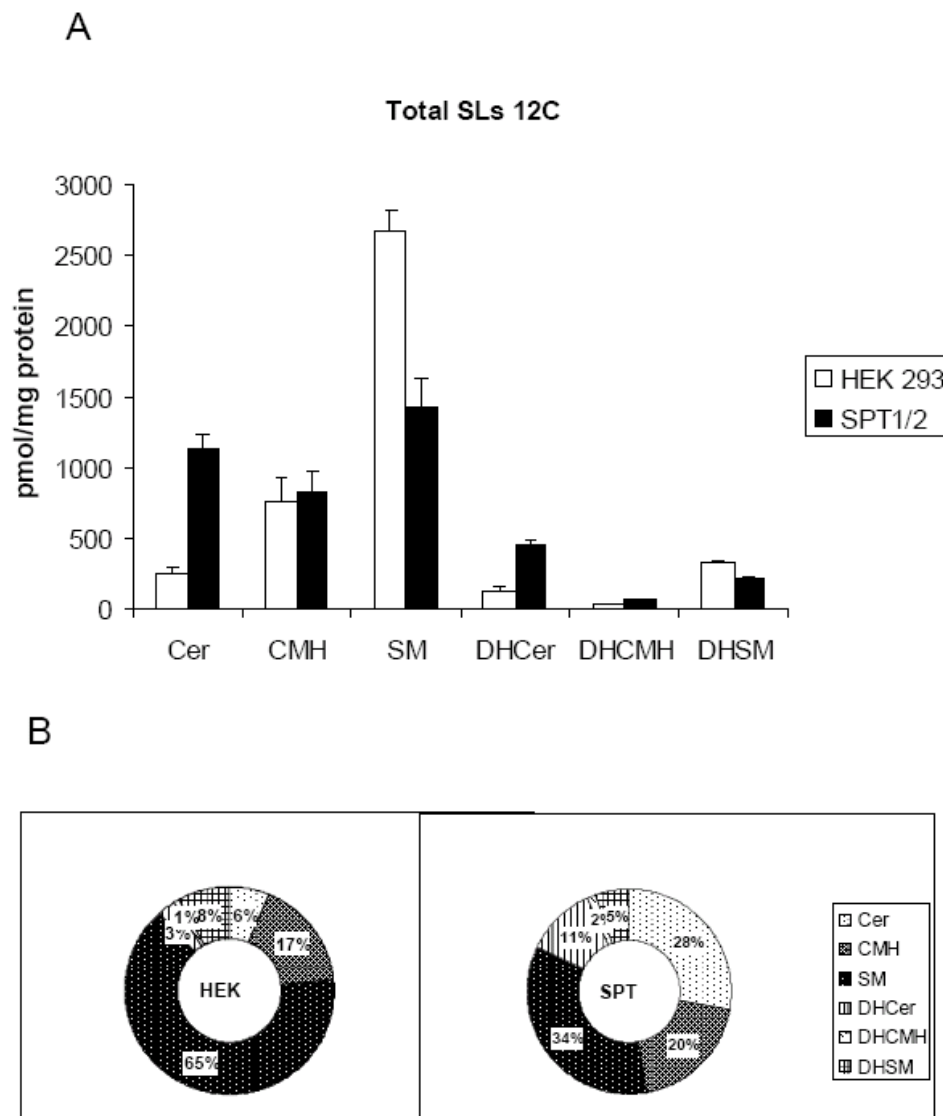 A
Total SLs 12C
3000
2500
2000
1500
1000
500
0
pmol/mg protein
Cer CMH SM DHCer DHCMH DHSM
HEK 293
SPT1/2
B
1% 8% 6%
3%
17%
HEK
65%
2% 5%
11%
28%
SPT
34%
20%
Cer
CMH
SM
DHCer
DHCMH
DHSM